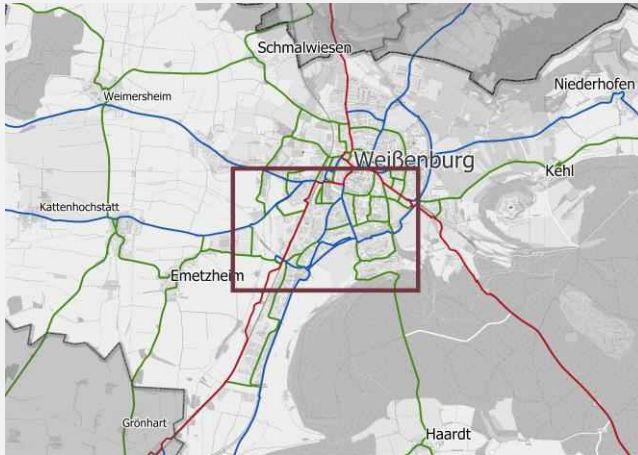 Schmalwiesen
Niederhofen
Weimersheim
Weißenburg
Kehl
Kattenhochstatt
Emetzheim
Grönhart
Haardt